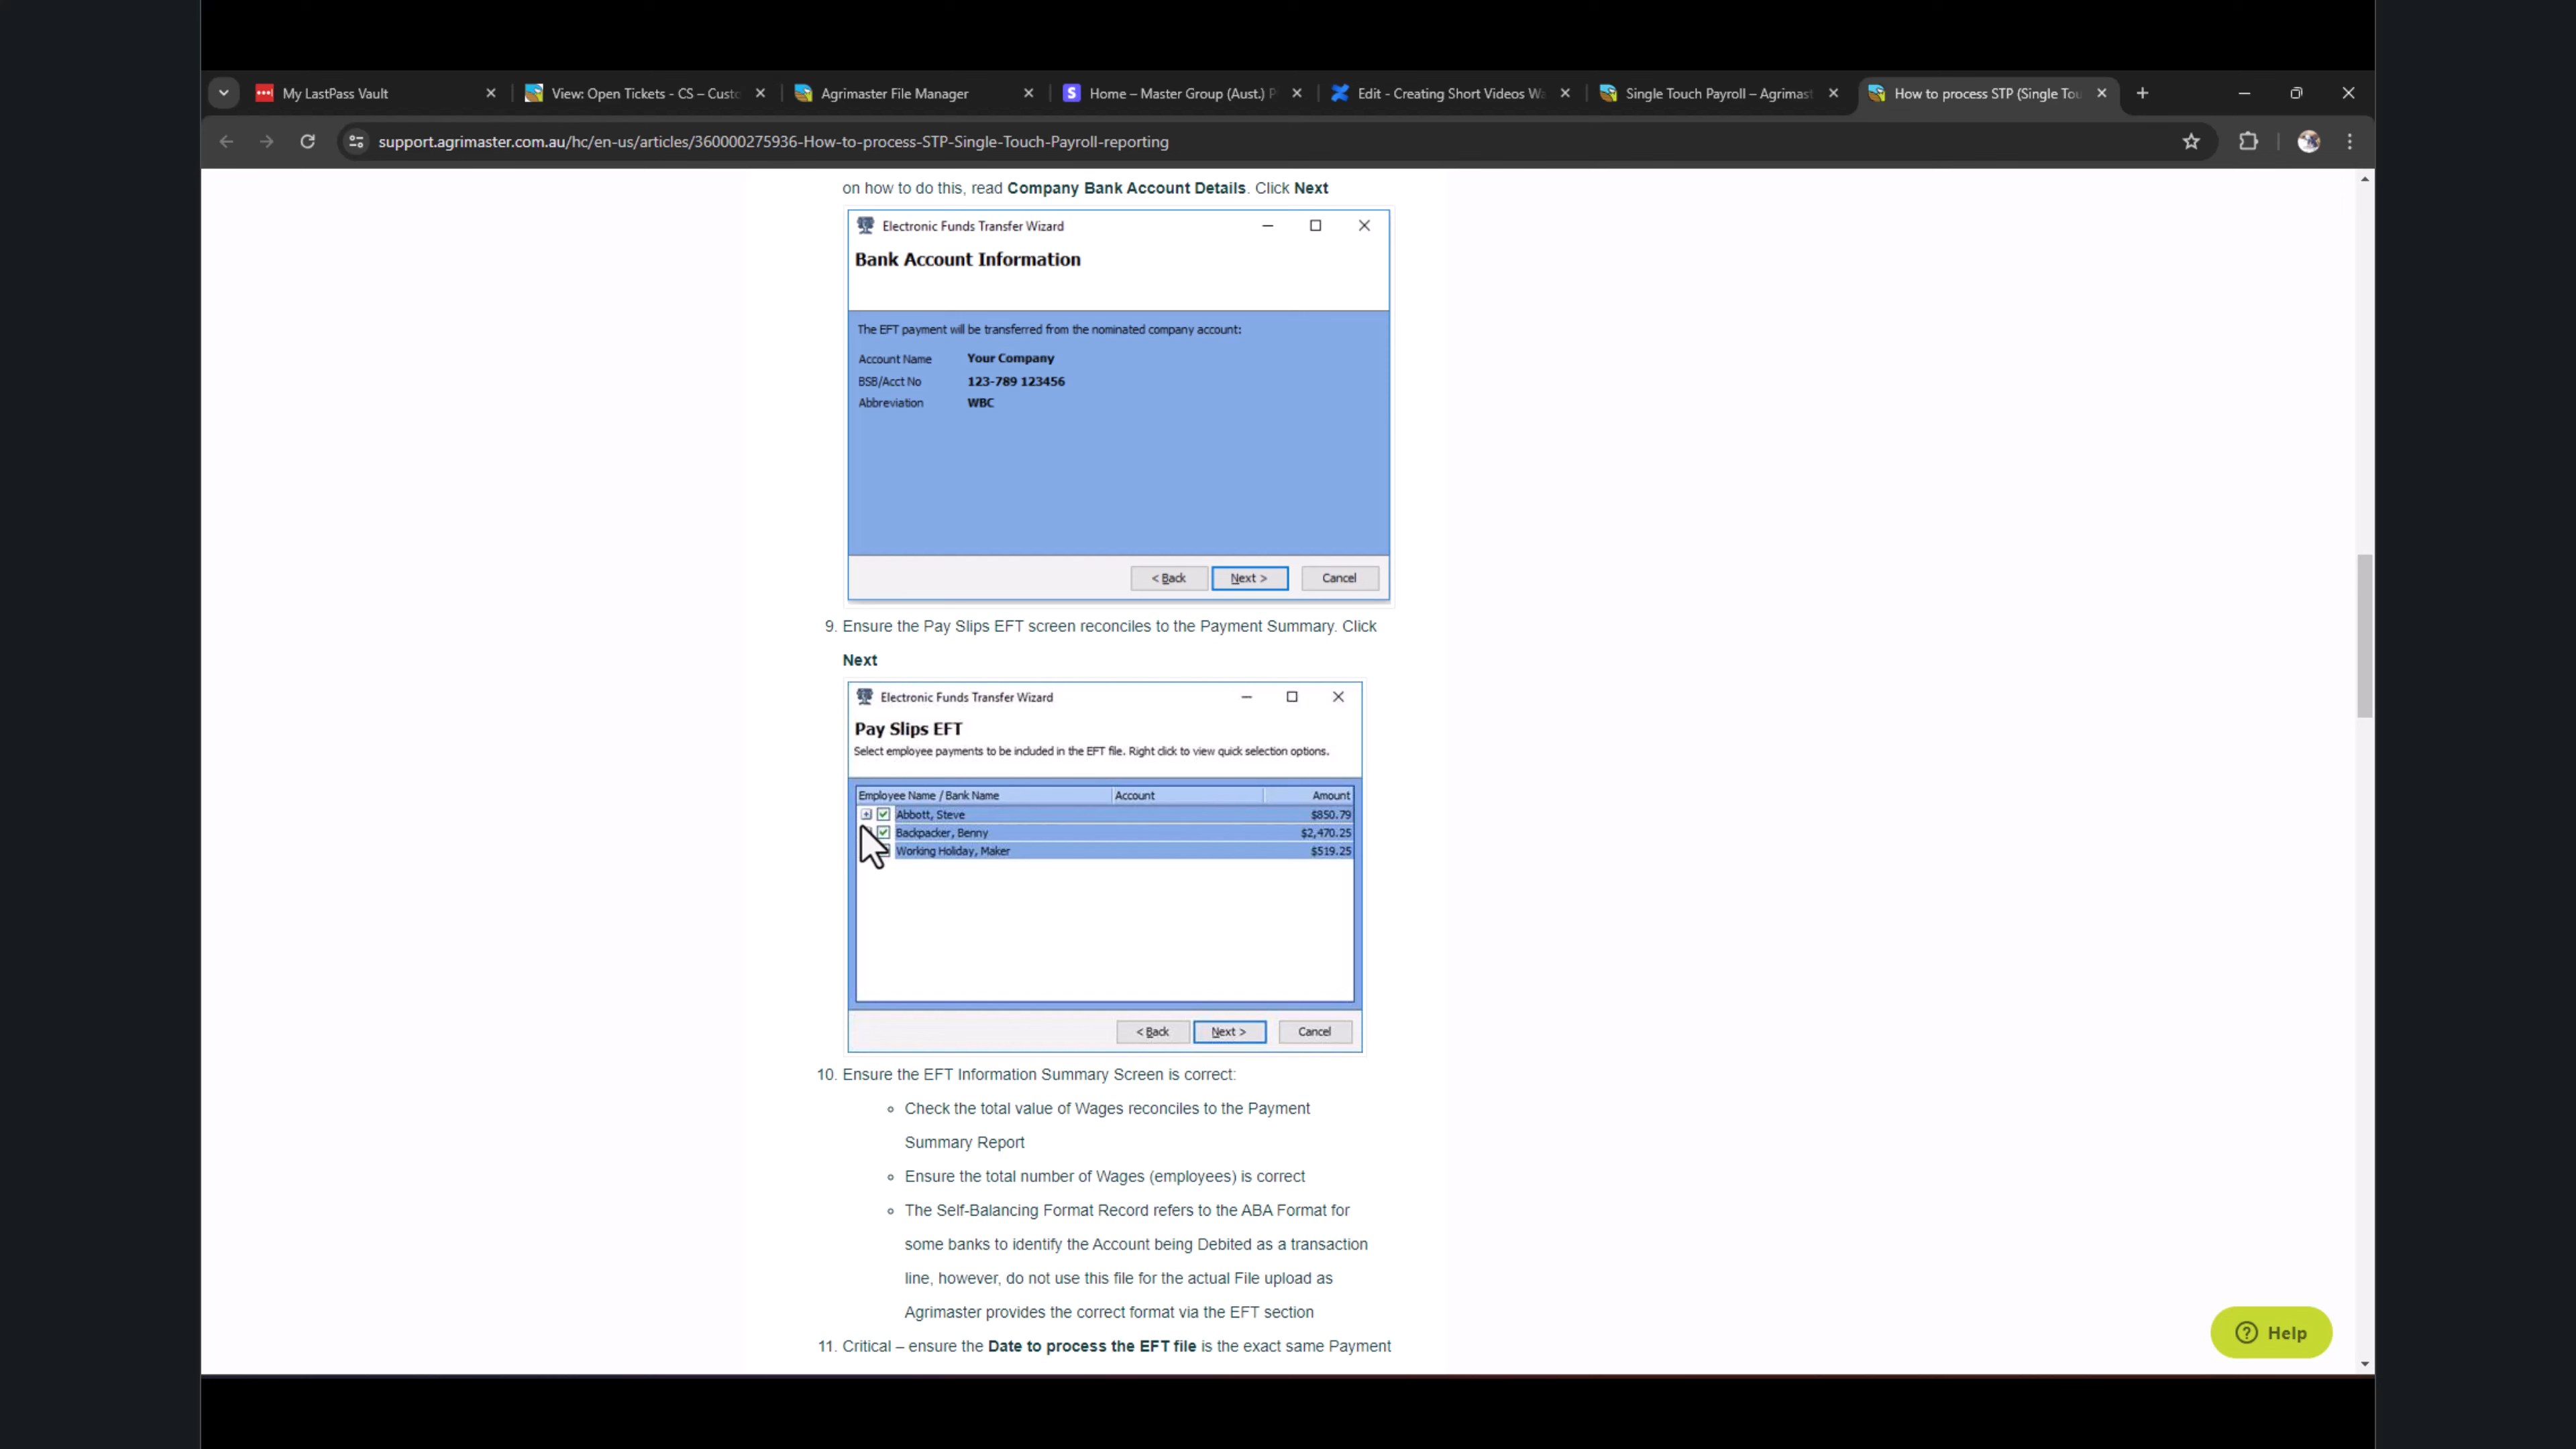 My LastPass Vault
View: Open Tickets - CS – Custo
Agrimaster File Manager
Home – Master Group (Aust.) P
Edit - Creating Short Videos Wa
Single Touch Payroll – Agrimast
How to process STP (Single Tou
support.agrimaster.com.au/hc/en-us/articles/360000275936-How-to-process-STP-Single-Touch-Payroll-reporting
on how to do this, read Company Bank Account Details. Click Next
Electronic Funds Transfer Wizard
Bank Account Information
The EFT payment will be transferred from the nominated company account:
Account Name Your Company
BSB/Acct No 123-789 123456
Abbreviation WBC
< Back Next > Cancel
9. Ensure the Pay Slips EFT screen reconciles to the Payment Summary. Click
Next
Electronic Funds Transfer Wizard
Pay Slips EFT
Select employee payments to be included in the EFT file. Right click to view quick selection options.
Employee Name / Bank Name Account Amount
Abbott, Steve $850.79
Backpacker, Benny $2,470.25
Working Holiday, Maker $519.25
< Back Next > Cancel
10. Ensure the EFT Information Summary Screen is correct:
Check the total value of Wages reconciles to the Payment
Summary Report
Ensure the total number of Wages (employees) is correct
The Self-Balancing Format Record refers to the ABA Format for
some banks to identify the Account being Debited as a transaction
line, however, do not use this file for the actual File upload as
Agrimaster provides the correct format via the EFT section
11. Critical – ensure the Date to process the EFT file is the exact same Payment
Help